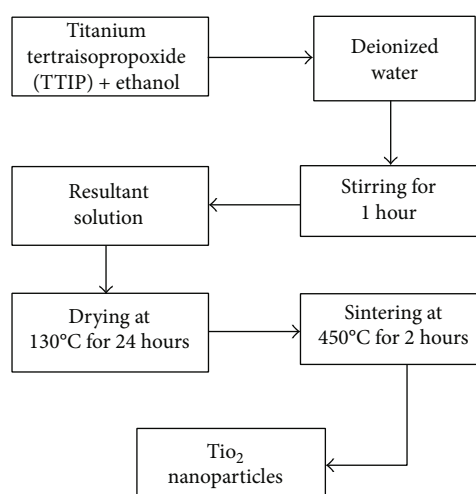 Titanium
tertraisopropoxide
(TTIP) + ethanol
Deionized
water
Stirring for
1 hour
Resultant
solution
Drying at
130°C for 24 hours
Sintering at
450°C for 2 hours
Tio₂
nanoparticles